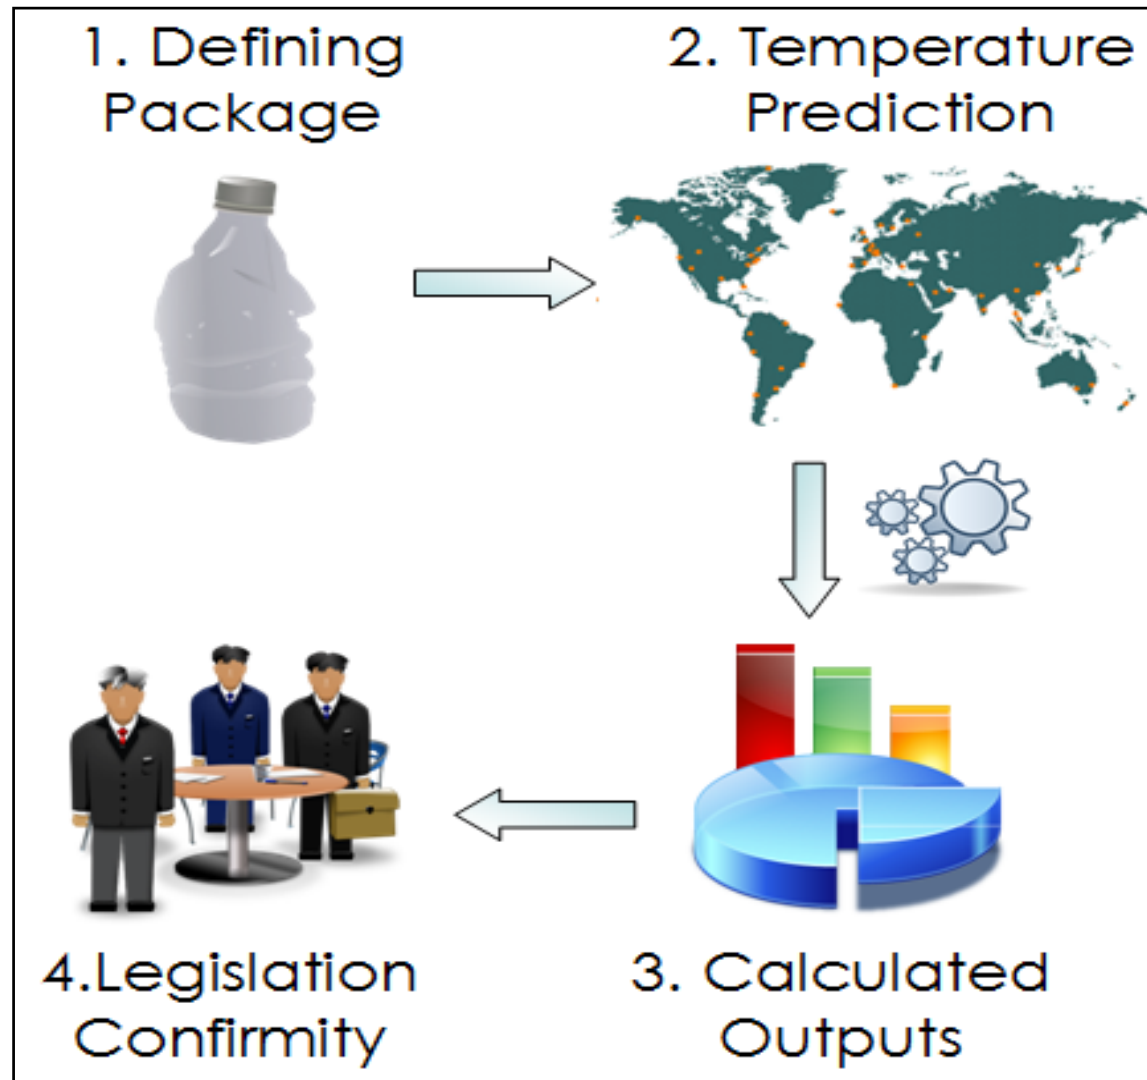 1. Defining
Package
2. Temperature
Prediction
4.Legislation
Confirmity
3. Calculated
Outputs